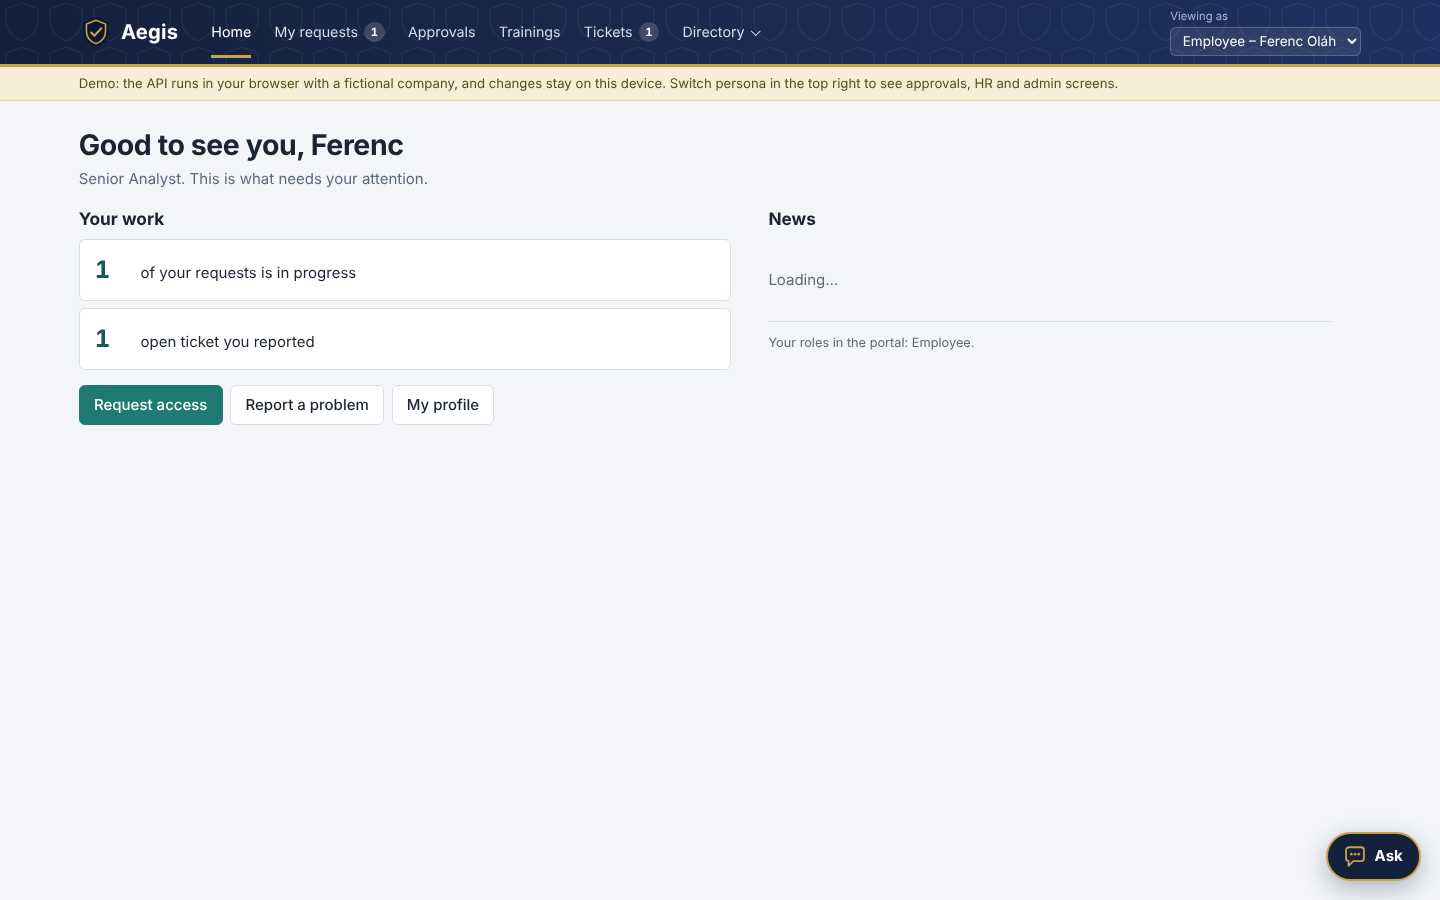 Aegis
Home
My requests 1
Approvals
Trainings
Tickets 1
Directory
Viewing as
Employee – Ferenc Oláh
Demo: the API runs in your browser with a fictional company, and changes stay on this device. Switch persona in the top right to see approvals, HR and admin screens.
Good to see you, Ferenc
Senior Analyst. This is what needs your attention.
Your work
1 of your requests is in progress
1 open ticket you reported
Request access
Report a problem
My profile
News
Loading...
Your roles in the portal: Employee.
Ask